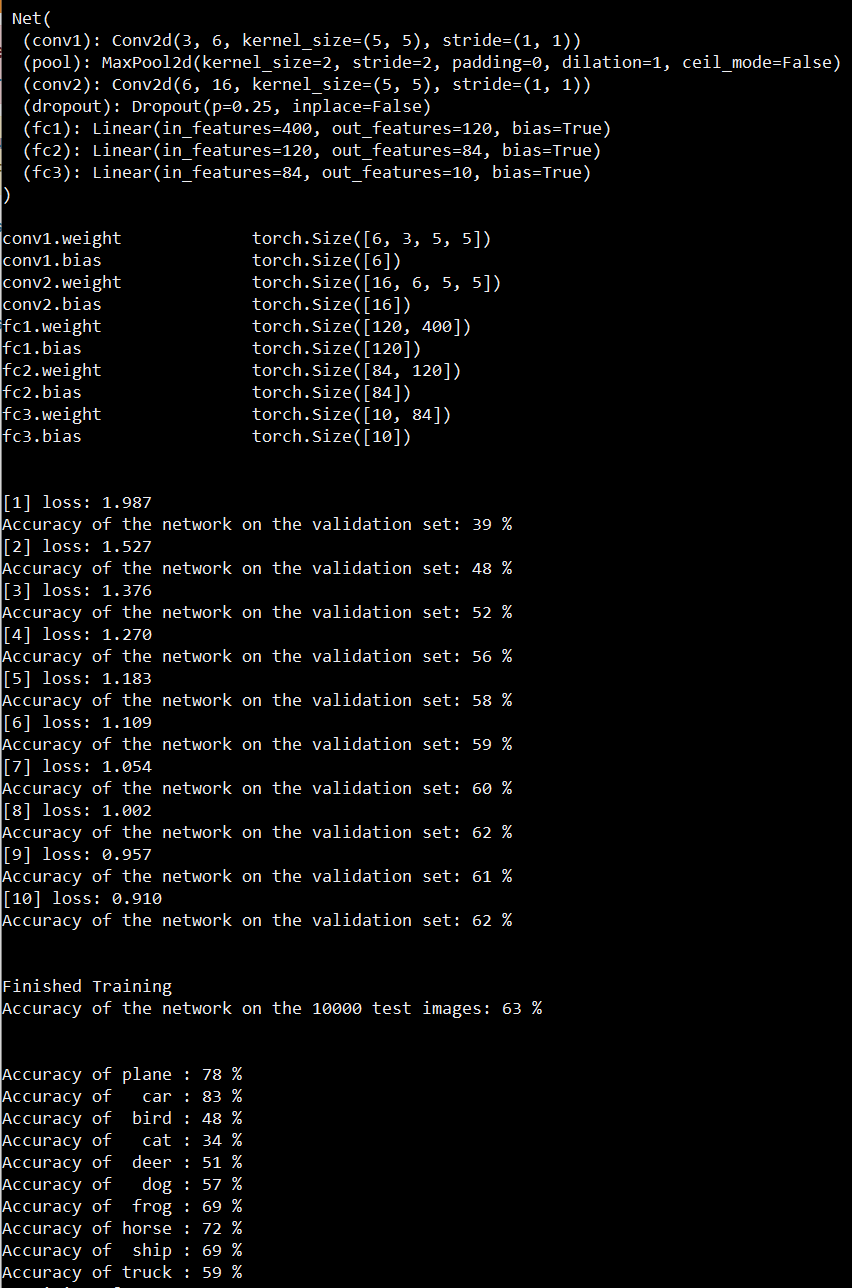 Net(
  (conv1): Conv2d(3, 6, kernel_size=(5, 5), stride=(1, 1))
  (pool): MaxPool2d(kernel_size=2, stride=2, padding=0, dilation=1, ceil_mode=False)
  (conv2): Conv2d(6, 16, kernel_size=(5, 5), stride=(1, 1))
  (dropout): Dropout(p=0.25, inplace=False)
  (fc1): Linear(in_features=400, out_features=120, bias=True)
  (fc2): Linear(in_features=120, out_features=84, bias=True)
  (fc3): Linear(in_features=84, out_features=10, bias=True)
)
conv1.weight             torch.Size([6, 3, 5, 5])
conv1.bias               torch.Size([6])
conv2.weight             torch.Size([16, 6, 5, 5])
conv2.bias               torch.Size([16])
fc1.weight               torch.Size([120, 400])
fc1.bias                 torch.Size([120])
fc2.weight               torch.Size([84, 120])
fc2.bias                 torch.Size([84])
fc3.weight               torch.Size([10, 84])
fc3.bias                 torch.Size([10])
[1] loss: 1.987
Accuracy of the network on the validation set: 39 %
[2] loss: 1.527
Accuracy of the network on the validation set: 48 %
[3] loss: 1.376
Accuracy of the network on the validation set: 52 %
[4] loss: 1.270
Accuracy of the network on the validation set: 56 %
[5] loss: 1.183
Accuracy of the network on the validation set: 58 %
[6] loss: 1.109
Accuracy of the network on the validation set: 59 %
[7] loss: 1.054
Accuracy of the network on the validation set: 60 %
[8] loss: 1.002
Accuracy of the network on the validation set: 62 %
[9] loss: 0.957
Accuracy of the network on the validation set: 61 %
[10] loss: 0.910
Accuracy of the network on the validation set: 62 %
Finished Training
Accuracy of the network on the 10000 test images: 63 %
Accuracy of plane : 78 %
Accuracy of   car : 83 %
Accuracy of  bird : 48 %
Accuracy of   cat : 34 %
Accuracy of  deer : 51 %
Accuracy of   dog : 57 %
Accuracy of  frog : 69 %
Accuracy of horse : 72 %
Accuracy of  ship : 69 %
Accuracy of truck : 59 %